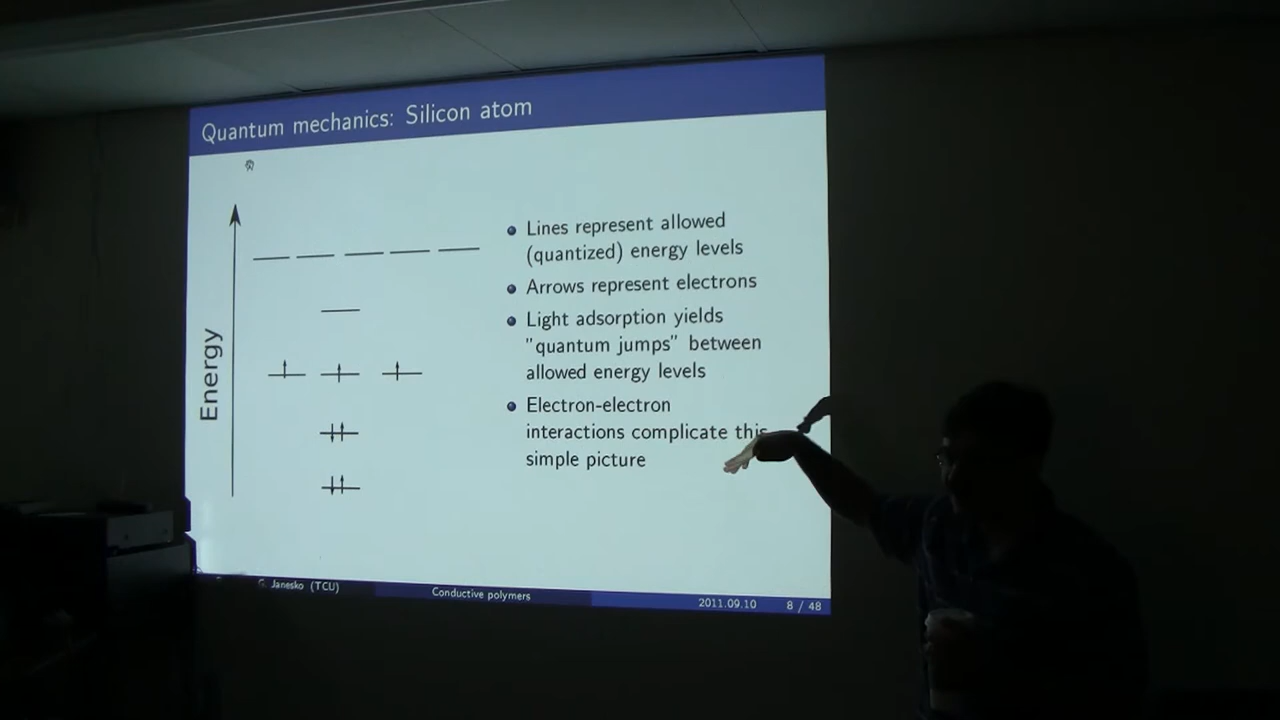 Quantum mechanics: Silicon atom
Energy
Lines represent allowed
(quantized) energy levels
Arrows represent electrons
Light adsorption yields
"quantum jumps" between
allowed energy levels
Electron-electron
interactions complicate this
simple picture
G. Janesko (TCU)
Conductive polymers
2011.09.10
8 / 48